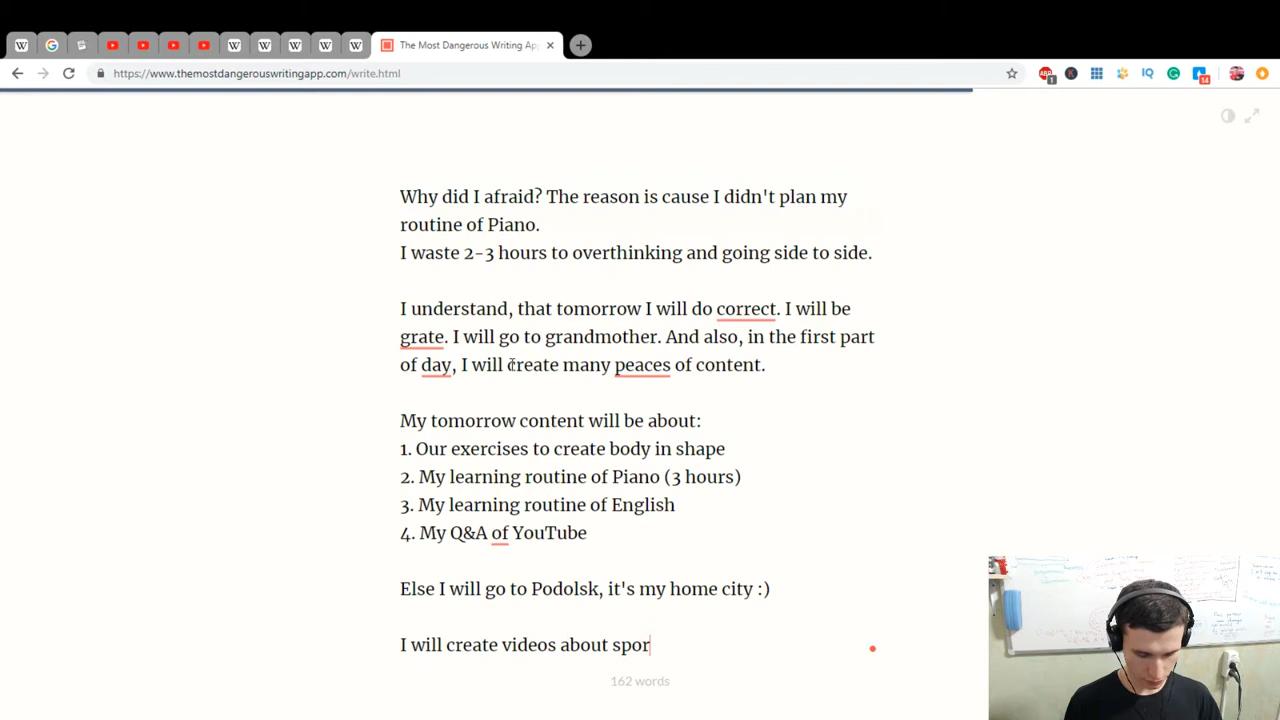 The Most Dangerous Writing Ap
https://www.themostdangerouswritingapp.com/write.html
ABP
1
K
IQ
G
14
Why did I afraid? The reason is cause I didn't plan my
routine of Piano.
I waste 2-3 hours to overthinking and going side to side.
I understand, that tomorrow I will do correct. I will be
grate. I will go to grandmother. And also, in the first part
of day, I will create many peaces of content.
My tomorrow content will be about:
1. Our exercises to create body in shape
2. My learning routine of Piano (3 hours)
3. My learning routine of English
4. My Q&A of YouTube
Else I will go to Podolsk, it's my home city :)
I will create videos about spor
162 words